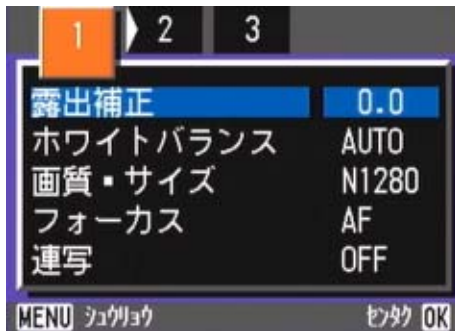 1 2 3
露出補正 0.0
ホワイトバランス AUTO
画質・サイズ N1280
フォーカス AF
連写 OFF
MENU シュウリョウ センタク OK